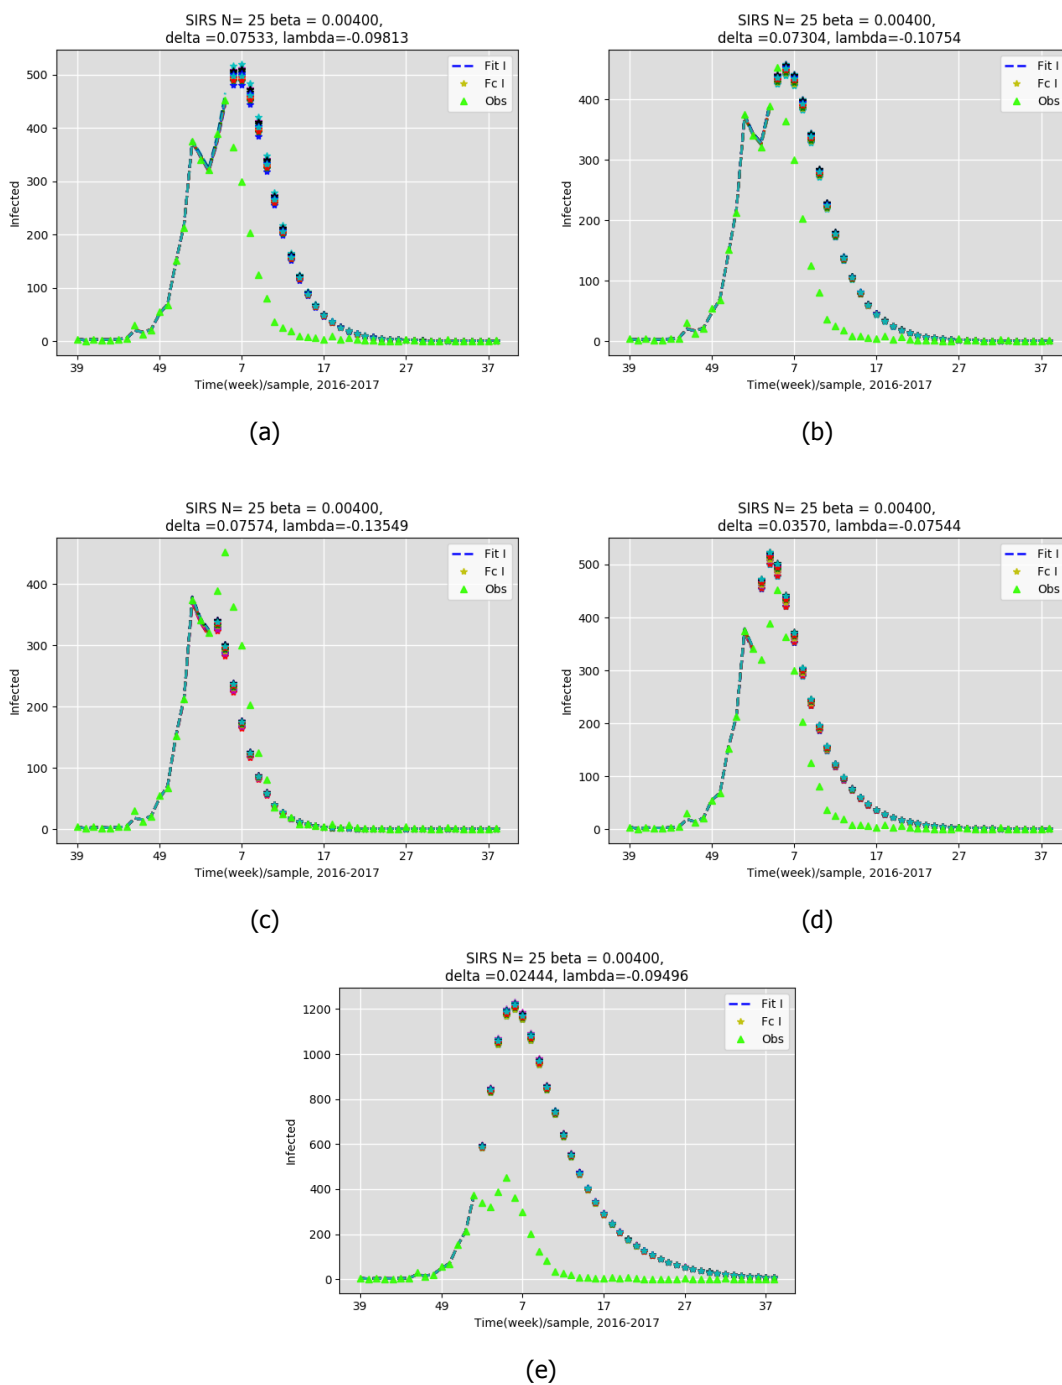 SIRS N= 25 beta = 0.00400,
delta =0.07533, lambda=-0.09813
Infected
500
400
300
200
100
0
Fit I
Fc I
Obs
39
49
7
17
27
37
Time(week)/sample, 2016-2017
(a)
SIRS N= 25 beta = 0.00400,
delta =0.07304, lambda=-0.10754
Infected
400
300
200
100
0
Fit I
Fc I
Obs
39
49
7
17
27
37
Time(week)/sample, 2016-2017
(b)
SIRS N= 25 beta = 0.00400,
delta =0.07574, lambda=-0.13549
Infected
400
300
200
100
0
Fit I
Fc I
Obs
39
49
7
17
27
37
Time(week)/sample, 2016-2017
(c)
SIRS N= 25 beta = 0.00400,
delta =0.03570, lambda=-0.07544
Infected
500
400
300
200
100
0
Fit I
Fc I
Obs
39
49
7
17
27
37
Time(week)/sample, 2016-2017
(d)
SIRS N= 25 beta = 0.00400,
delta =0.02444, lambda=-0.09496
Infected
1200
1000
800
600
400
200
0
Fit I
Fc I
Obs
39
49
7
17
27
37
Time(week)/sample, 2016-2017
(e)